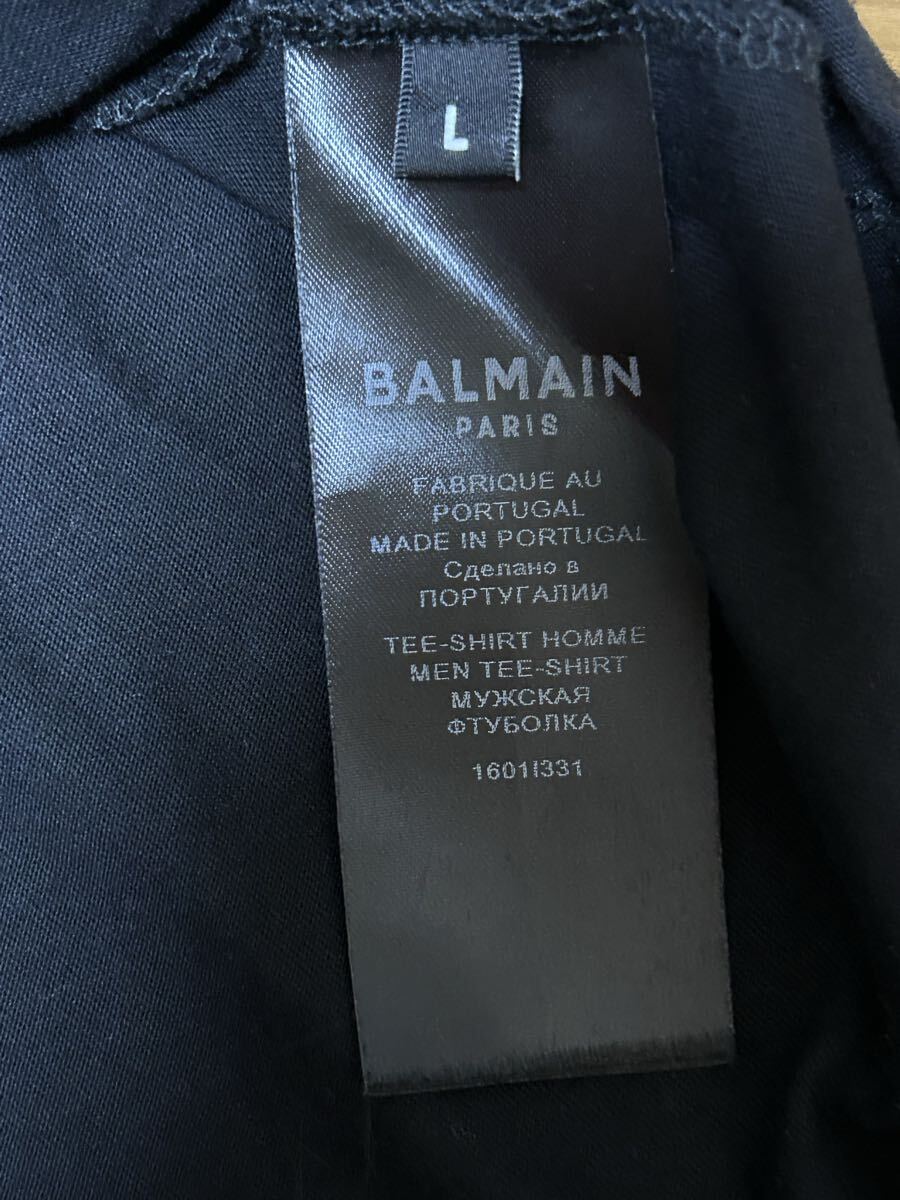 L
BALMAIN
PARIS
FABRIQUE AU
PORTUGAL
MADE IN PORTUGAL
Сделано в
ПОРТУГАЛИИ
TEE-SHIRT HOMME
MEN TEE-SHIRT
МУЖСКАЯ
ФТУБОЛКА
1601I331